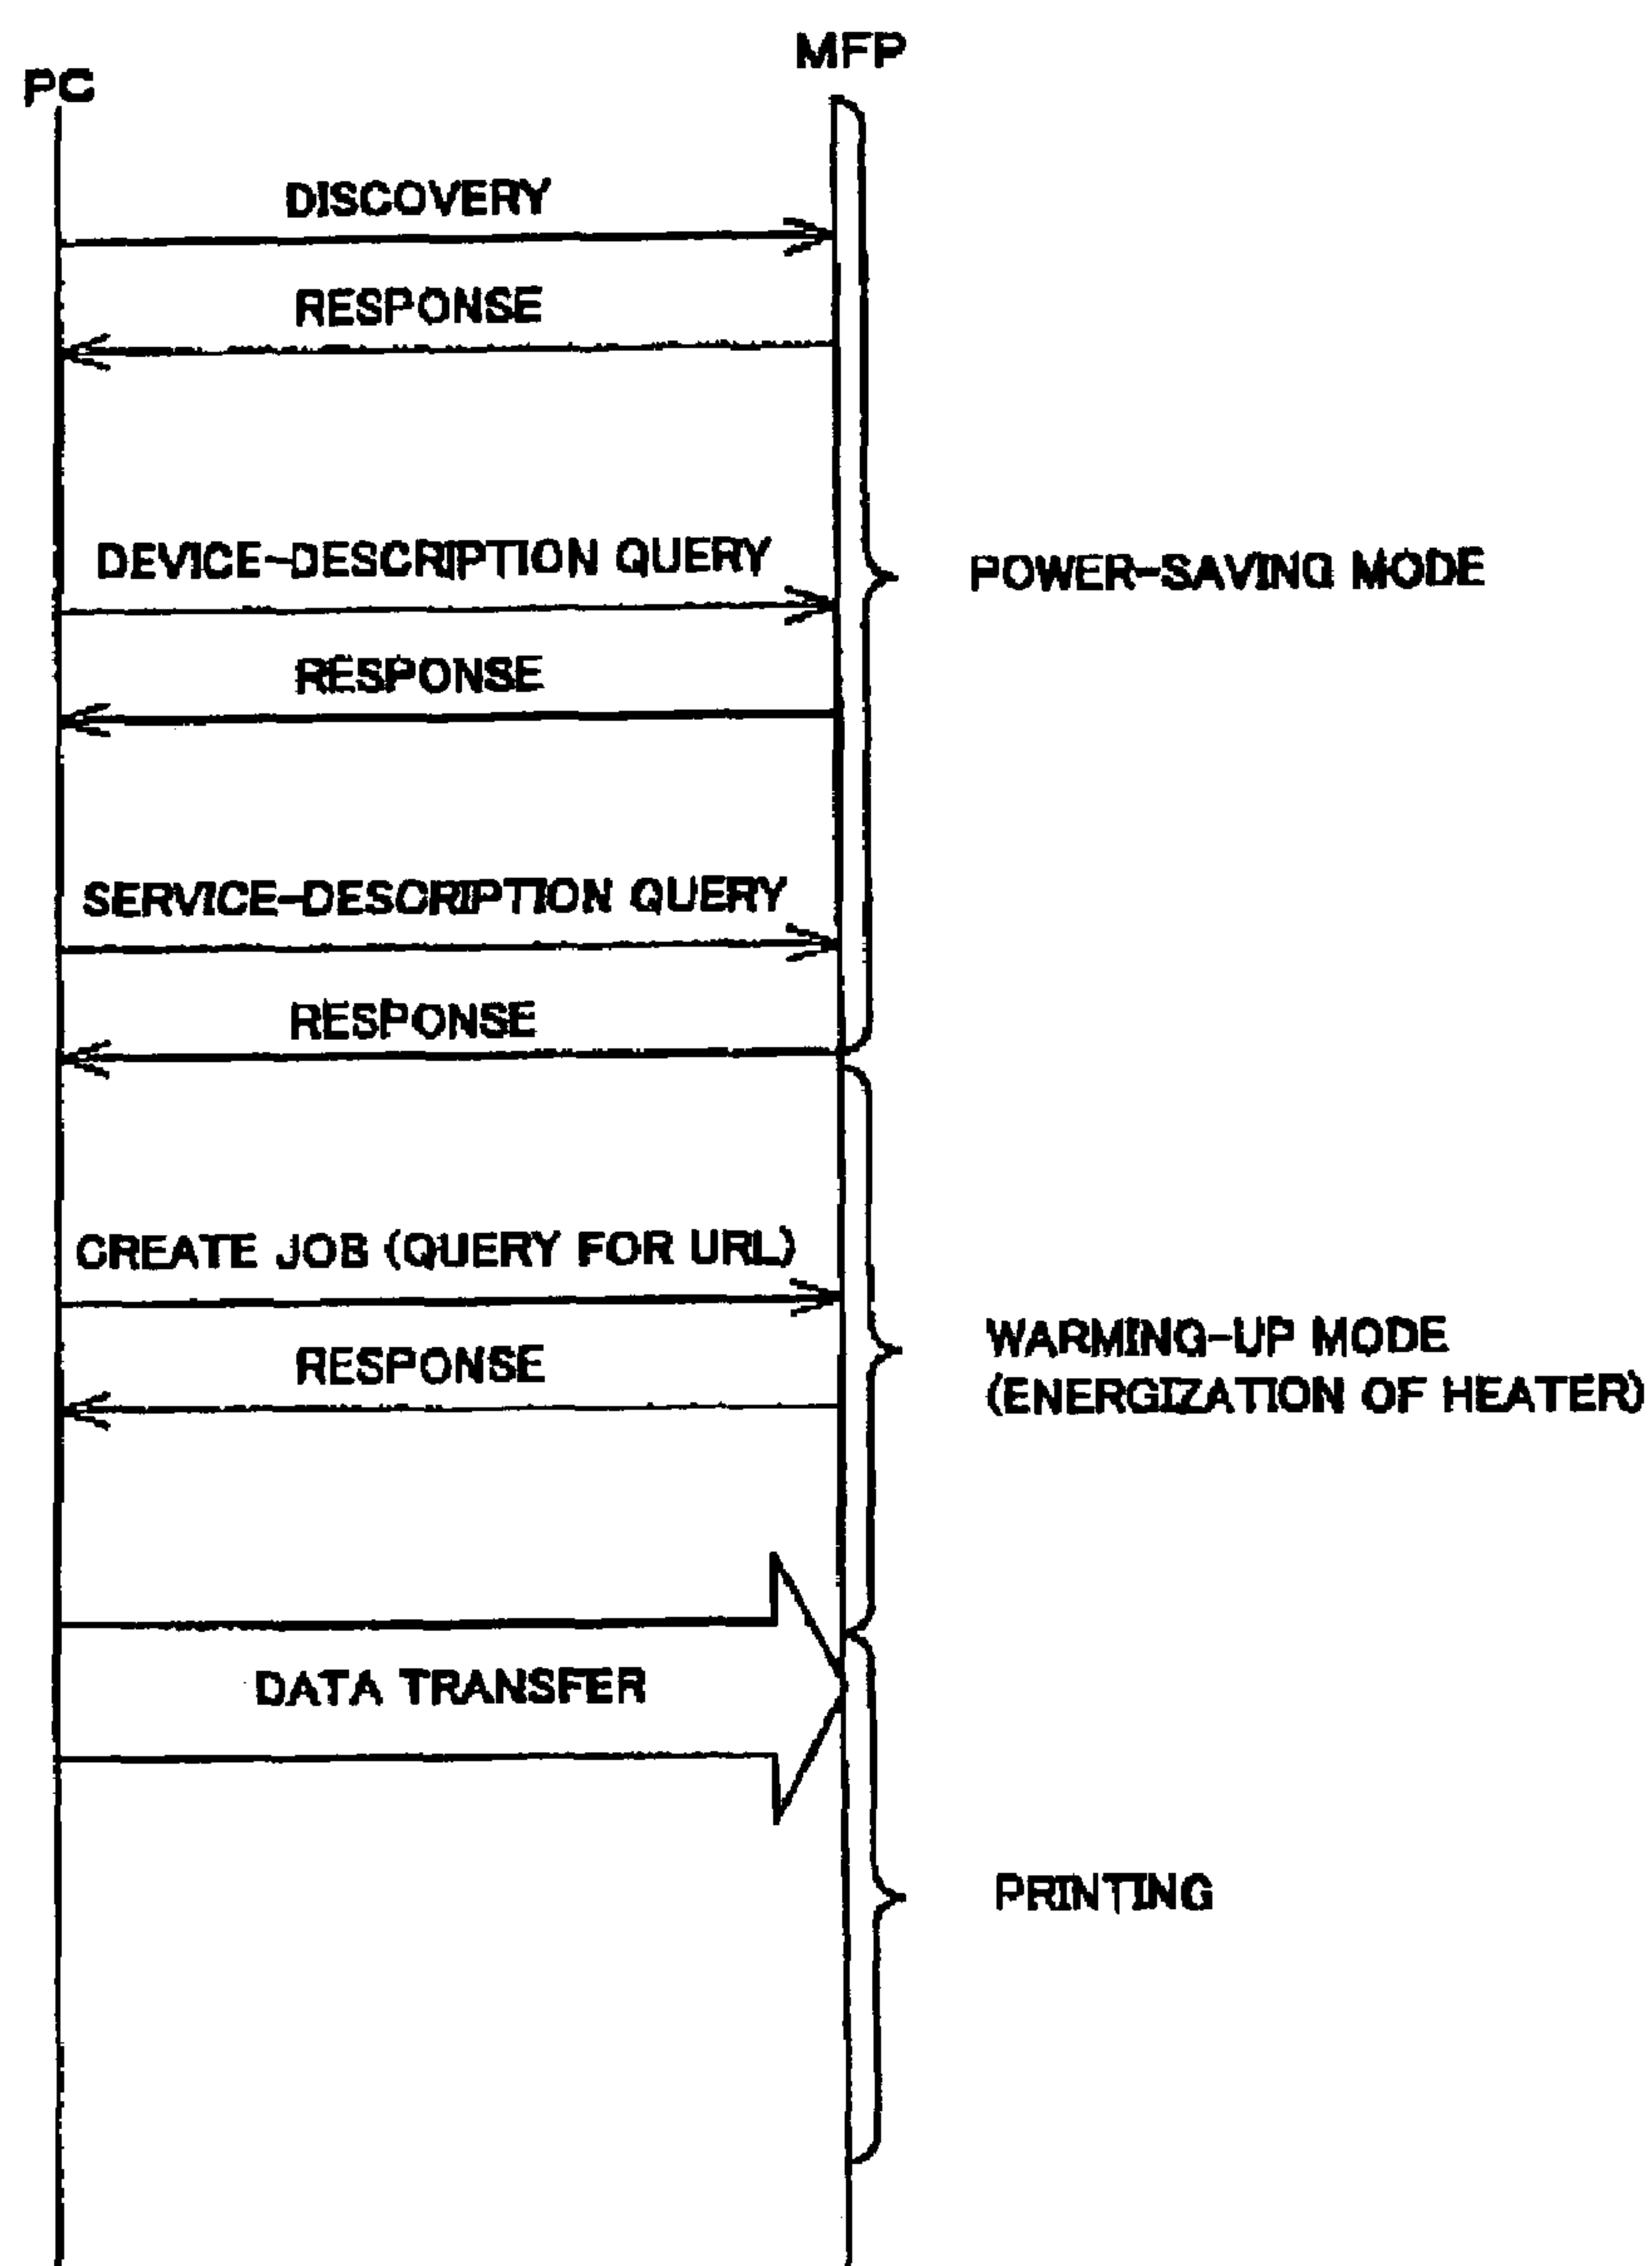 MFP
PC
DISCOVERY
RESPONSE
DEVICE-DESCRIPTION QUERY
POWER-SAVING MODE
RESPONSE
SERVICE-DESCRIPTION QUERY
RESPONSE
CREATE JOB (QUERY FOR URL)
WARMING-UP MODE
(ENERGIZATION OF HEATER)
RESPONSE
DATA TRANSFER
PRINTING